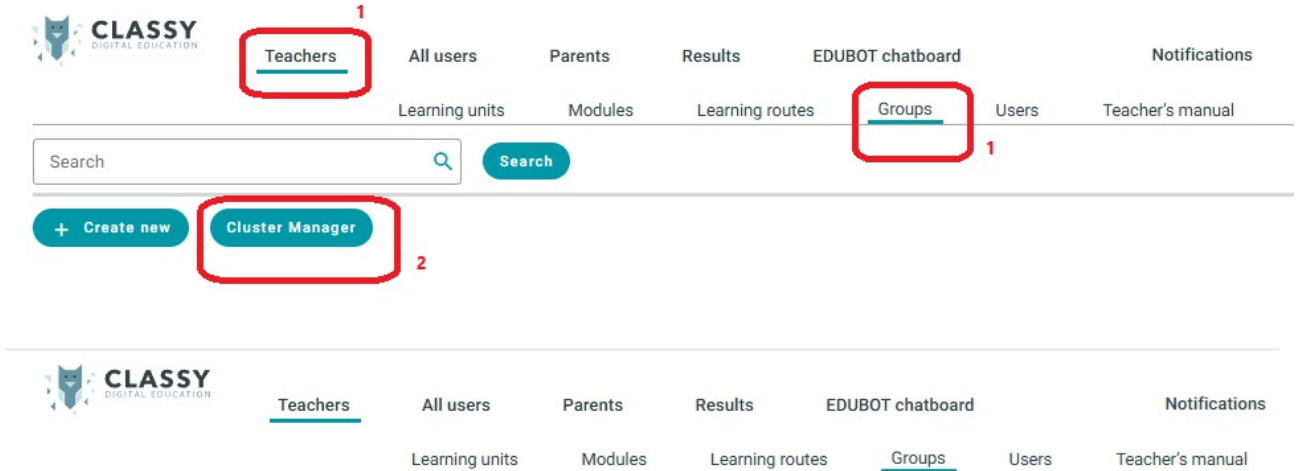 1
CLASSY
DIGITAL EDUCATION
Teachers All users Parents Results EDUBOT chatboard Notifications
Learning units Modules Learning routes Groups Users Teacher's manual
1
Search Search
+ Create new Cluster Manager
2
CLASSY
DIGITAL EDUCATION
Teachers All users Parents Results EDUBOT chatboard Notifications
Learning units Modules Learning routes Groups Users Teacher's manual